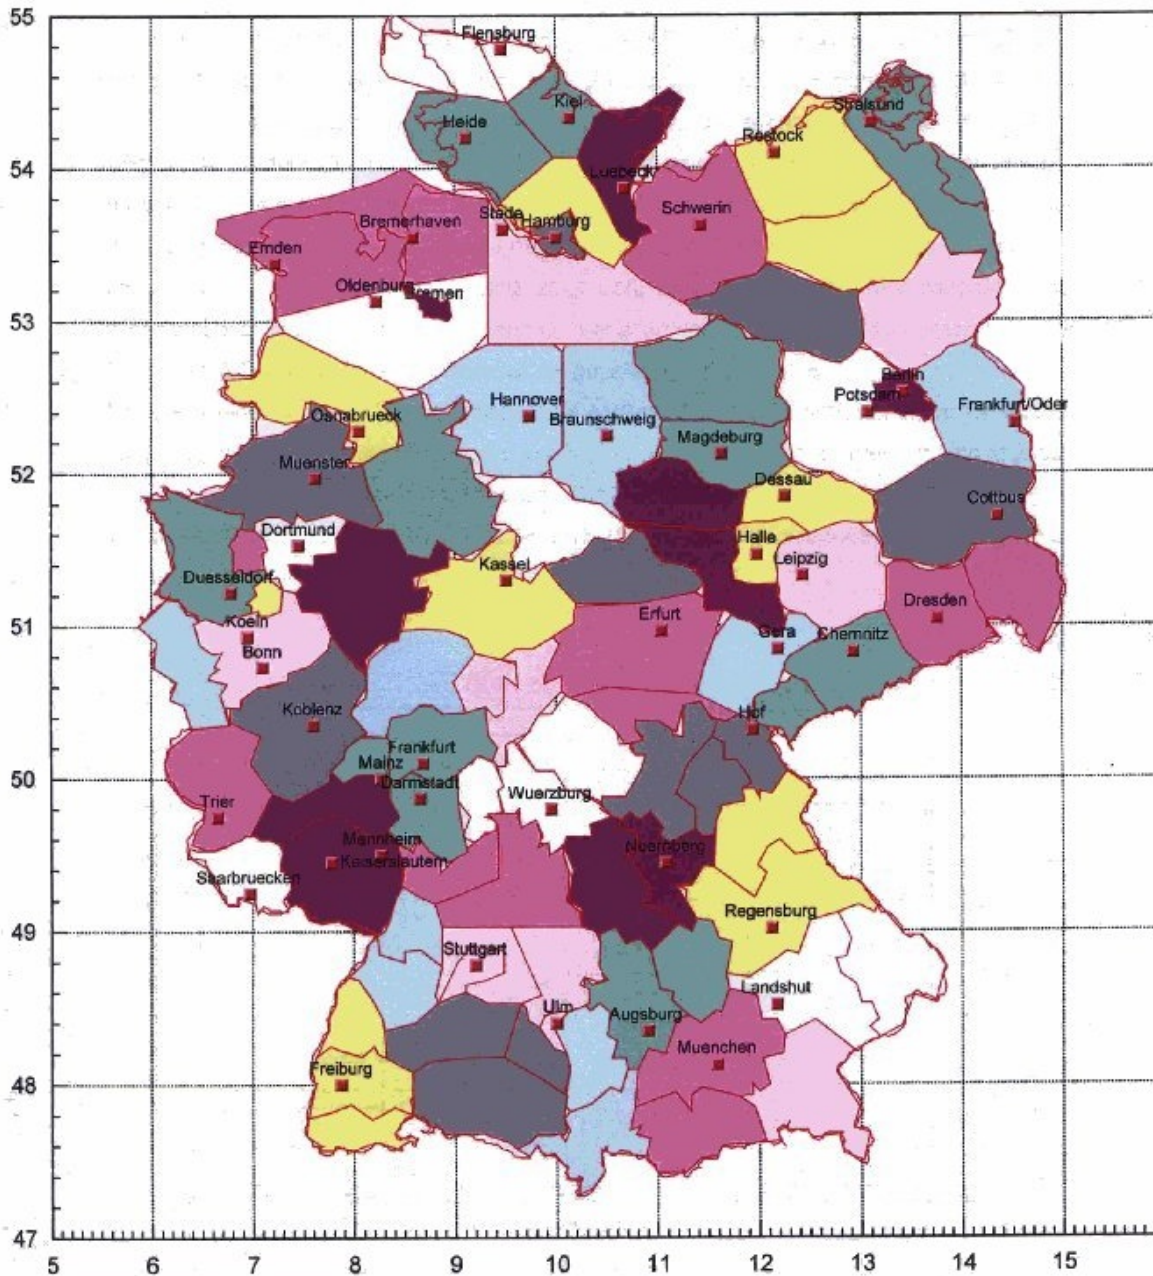 55
Flensburg
Kiel
Stralsund
Heide
Rostock
54
Luebeck
Stade
Hamburg
Schwerin
Bremerhaven
Emden
Oldenburg
Bremen
53
Berlin
Hannover
Potsdam
Frankfurt/Oder
Osnabrueck
Braunschweig
Magdeburg
Muenster
52
Dessau
Cottbus
Dortmund
Halle
Kassel
Leipzig
Duesseldorf
Dresden
51
Koeln
Erfurt
Gera
Chemnitz
Bonn
Koblenz
Hof
Frankfurt
50
Mainz
Darmstadt
Wuerzburg
Trier
Mannheim
Nuernberg
Kaiserslautern
Saarbruecken
Regensburg
49
Stuttgart
Landshut
Ulm
Augsburg
Muenchen
48
Freiburg
47
5 6 7 8 9 10 11 12 13 14 15